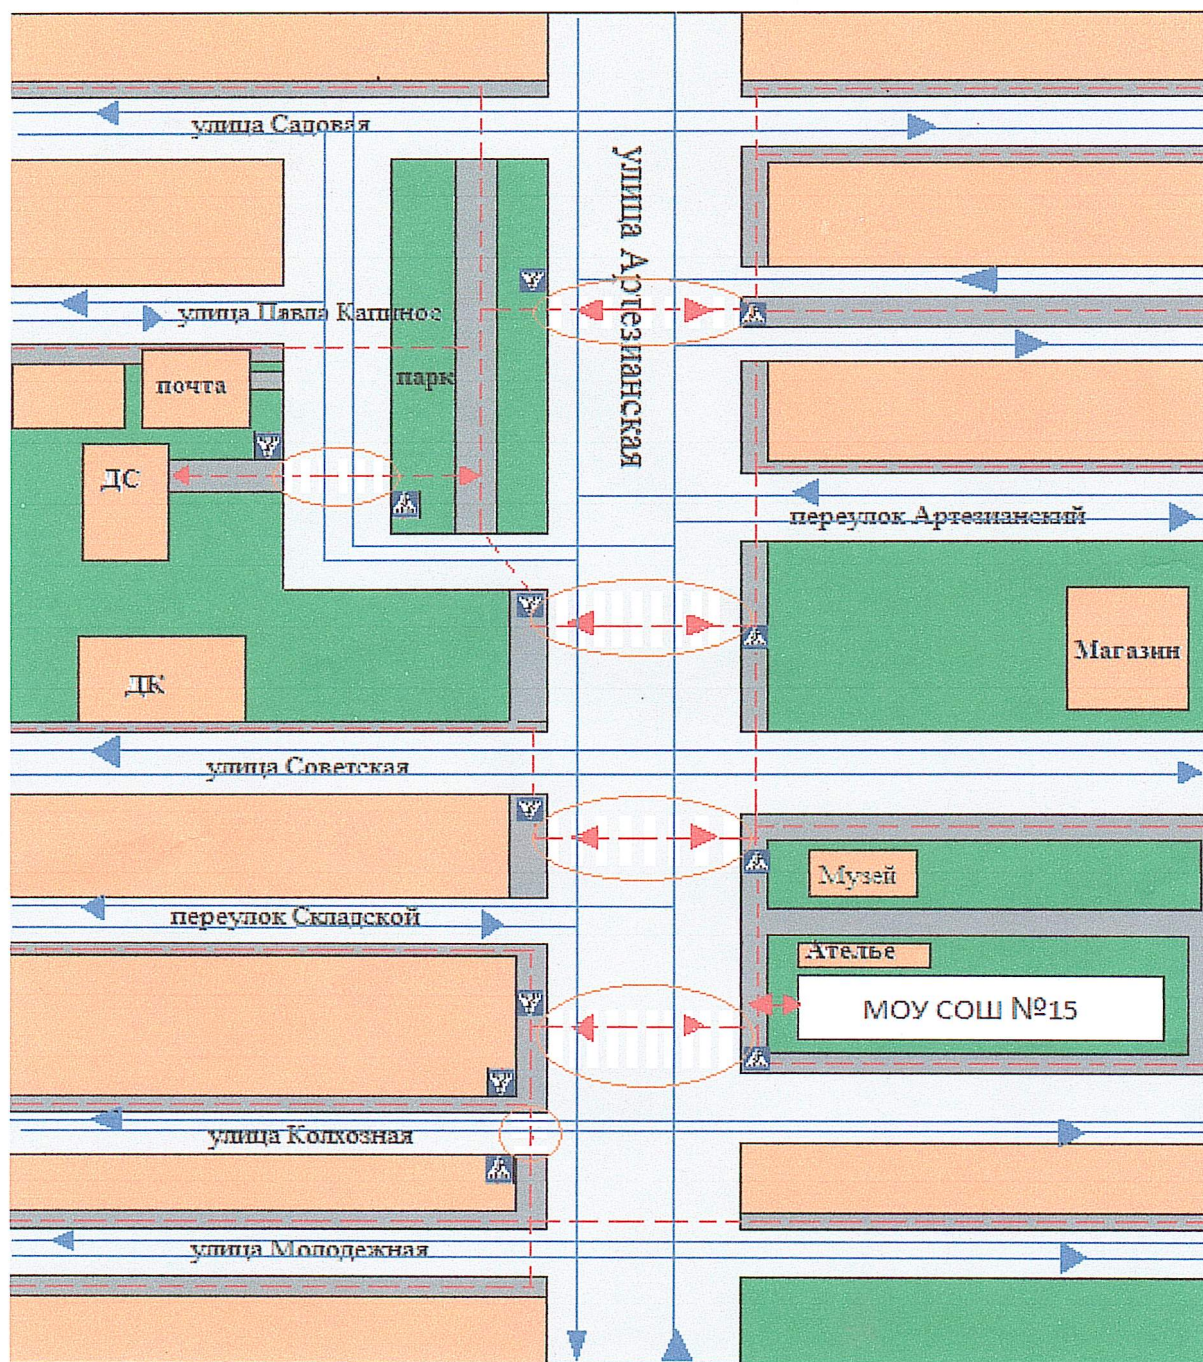 улица Садовая
улица Артезианская
улица Павла Капинос
почта
парк
ДС
переулок Артезианский
Магазин
ДК
улица Советская
Музей
переулок Складской
Ателье
МОУ СОШ №15
улица Колхозная
улица Молодежная